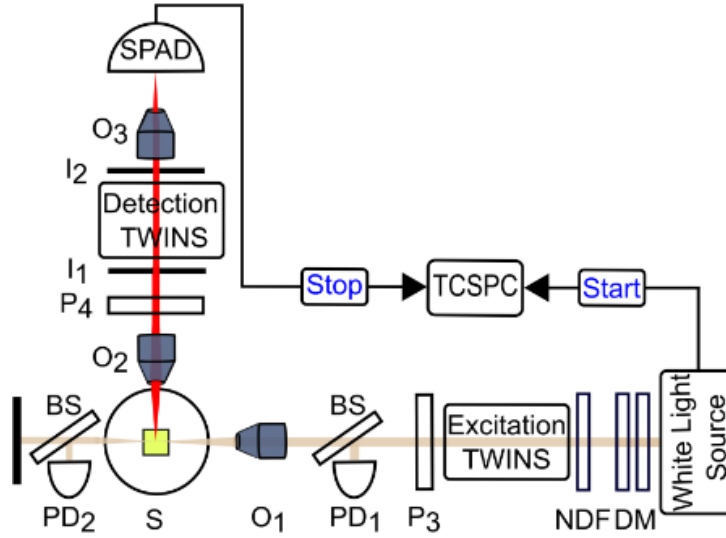 SPAD
O3
I2
Detection
TWINS
I1
P4
Stop
TCSPC
Start
O2
BS
BS
Excitation
TWINS
White Light
Source
PD2
S
O1
PD1
P3
NDF
DM